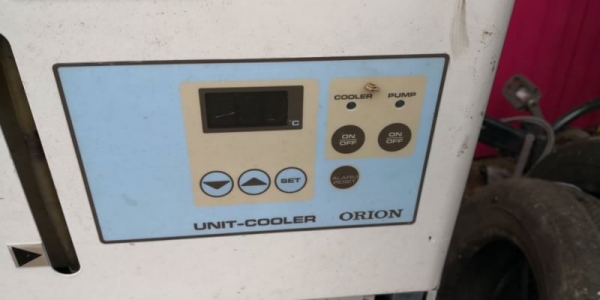 COOLER PUMP
°C
ON OFF ON OFF
SET
ALARM RESET
UNIT-COOLER ORION